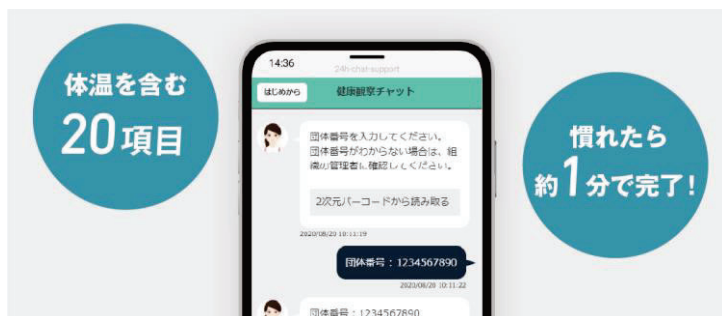 体温を含む
20項目
14:36
24h-chat-support
はじめから
健康観察チャット
団体番号を入力してください。
団体番号がわからない場合は、組
織の管理者に確認してください。
2次元バーコードから読み取る
2020/08/20 10:11:19
団体番号：1234567890
2020/08/20 10:11:22
団体番号：1234567890
慣れたら
約1分で完了!